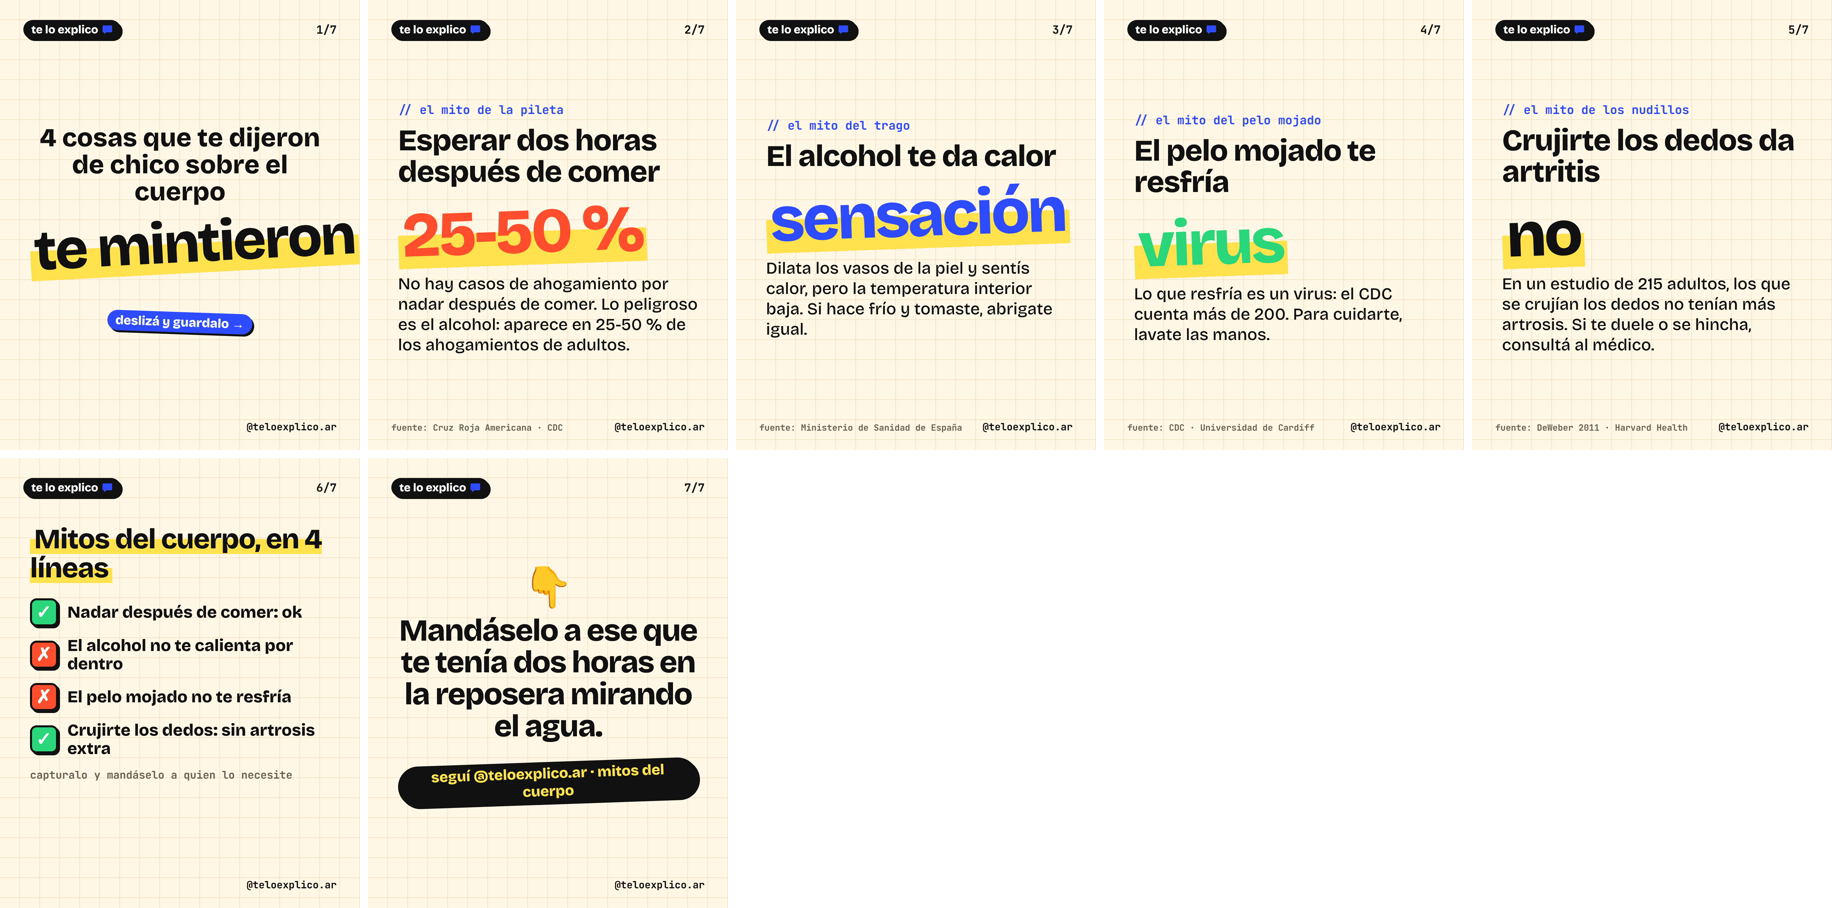 te lo explico
1/7
4 cosas que te dijeron
de chico sobre el
cuerpo
te mintieron
deslizá y guardalo →
@teloexplico.ar
te lo explico
2/7
// el mito de la pileta
Esperar dos horas
después de comer
25-50 %
No hay casos de ahogamiento por
nadar después de comer. Lo peligroso
es el alcohol: aparece en 25-50 % de
los ahogamientos de adultos.
fuente: Cruz Roja Americana · CDC
@teloexplico.ar
te lo explico
3/7
// el mito del trago
El alcohol te da calor
sensación
Dilata los vasos de la piel y sentís
calor, pero la temperatura interior
baja. Si hace frío y tomaste, abrigate
igual.
fuente: Ministerio de Sanidad de España
@teloexplico.ar
te lo explico
4/7
// el mito del pelo mojado
El pelo mojado te
resfría
virus
Lo que resfría es un virus: el CDC
cuenta más de 200. Para cuidarte,
lavate las manos.
fuente: CDC · Universidad de Cardiff
@teloexplico.ar
te lo explico
5/7
// el mito de los nudillos
Crujirte los dedos da
artritis
no
En un estudio de 215 adultos, los que
se crujían los dedos no tenían más
artrosis. Si te duele o se hincha,
consultá al médico.
fuente: DeWeber 2011 · Harvard Health
@teloexplico.ar
te lo explico
6/7
Mitos del cuerpo, en 4
líneas
✓ Nadar después de comer: ok
✗ El alcohol no te calienta por
dentro
✗ El pelo mojado no te resfría
✓ Crujirte los dedos: sin artrosis
extra
capturalo y mandáselo a quien lo necesite
@teloexplico.ar
te lo explico
7/7
👇
Mandáselo a ese que
te tenía dos horas en
la reposera mirando
el agua.
seguí @teloexplico.ar · mitos del
cuerpo
@teloexplico.ar